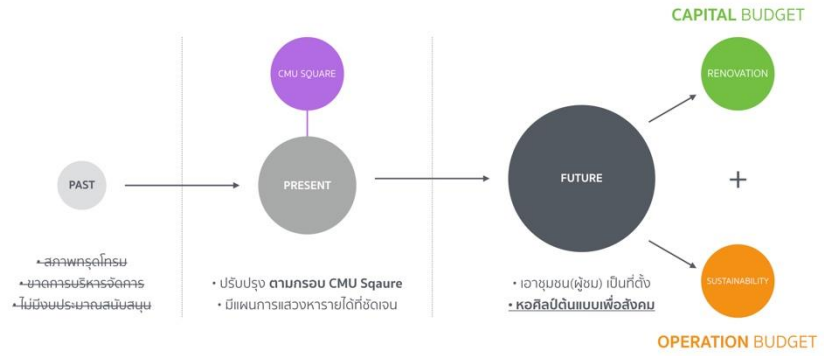 CAPITAL BUDGET
CMU SQUARE
RENOVATION
PAST
PRESENT
FUTURE
+
• สภาพทรุดโทรม
• ขาดการบริหารจัดการ
• ไม่มีงบประมาณสนับสนุน
• ปรับปรุง ตามกรอบ CMU Sqaure
• มีแผนการแสวงหารายได้ที่ชัดเจน
• เอาชุมชน(ผู้ชม) เป็นที่ตั้ง
• หอศิลป์ต้นแบบเพื่อสังคม
SUSTAINABILITY
OPERATION BUDGET